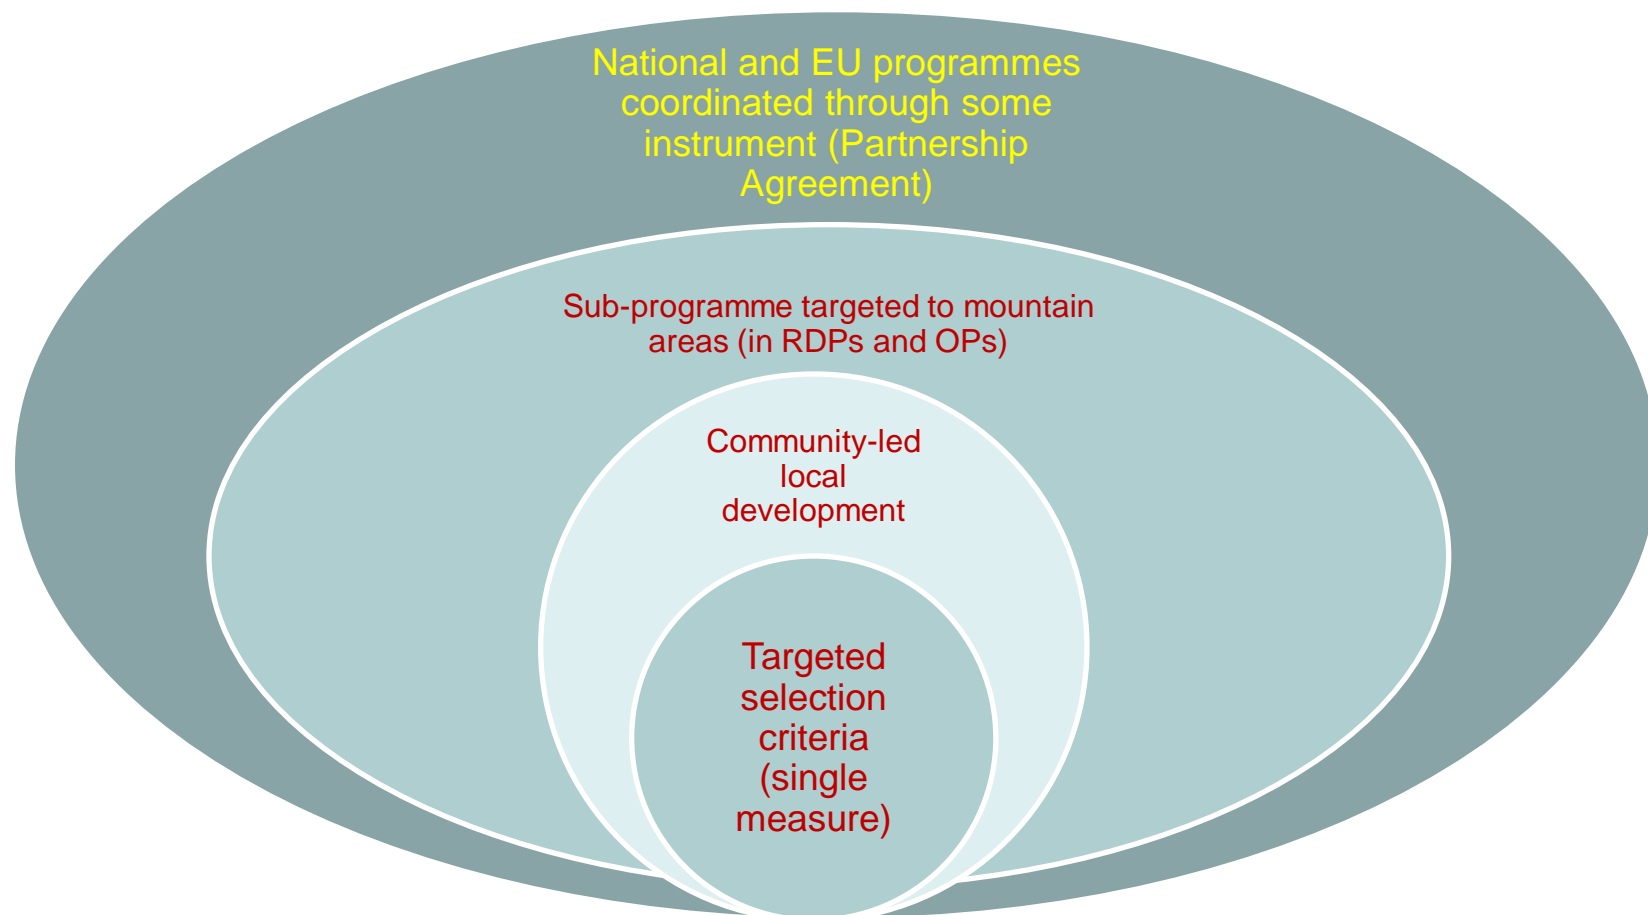 National and EU programmes
coordinated through some
instrument (Partnership
Agreement)
Sub-programme targeted to mountain
areas (in RDPs and OPs)
Community-led
local
development
Targeted
selection
criteria
(single
measure)